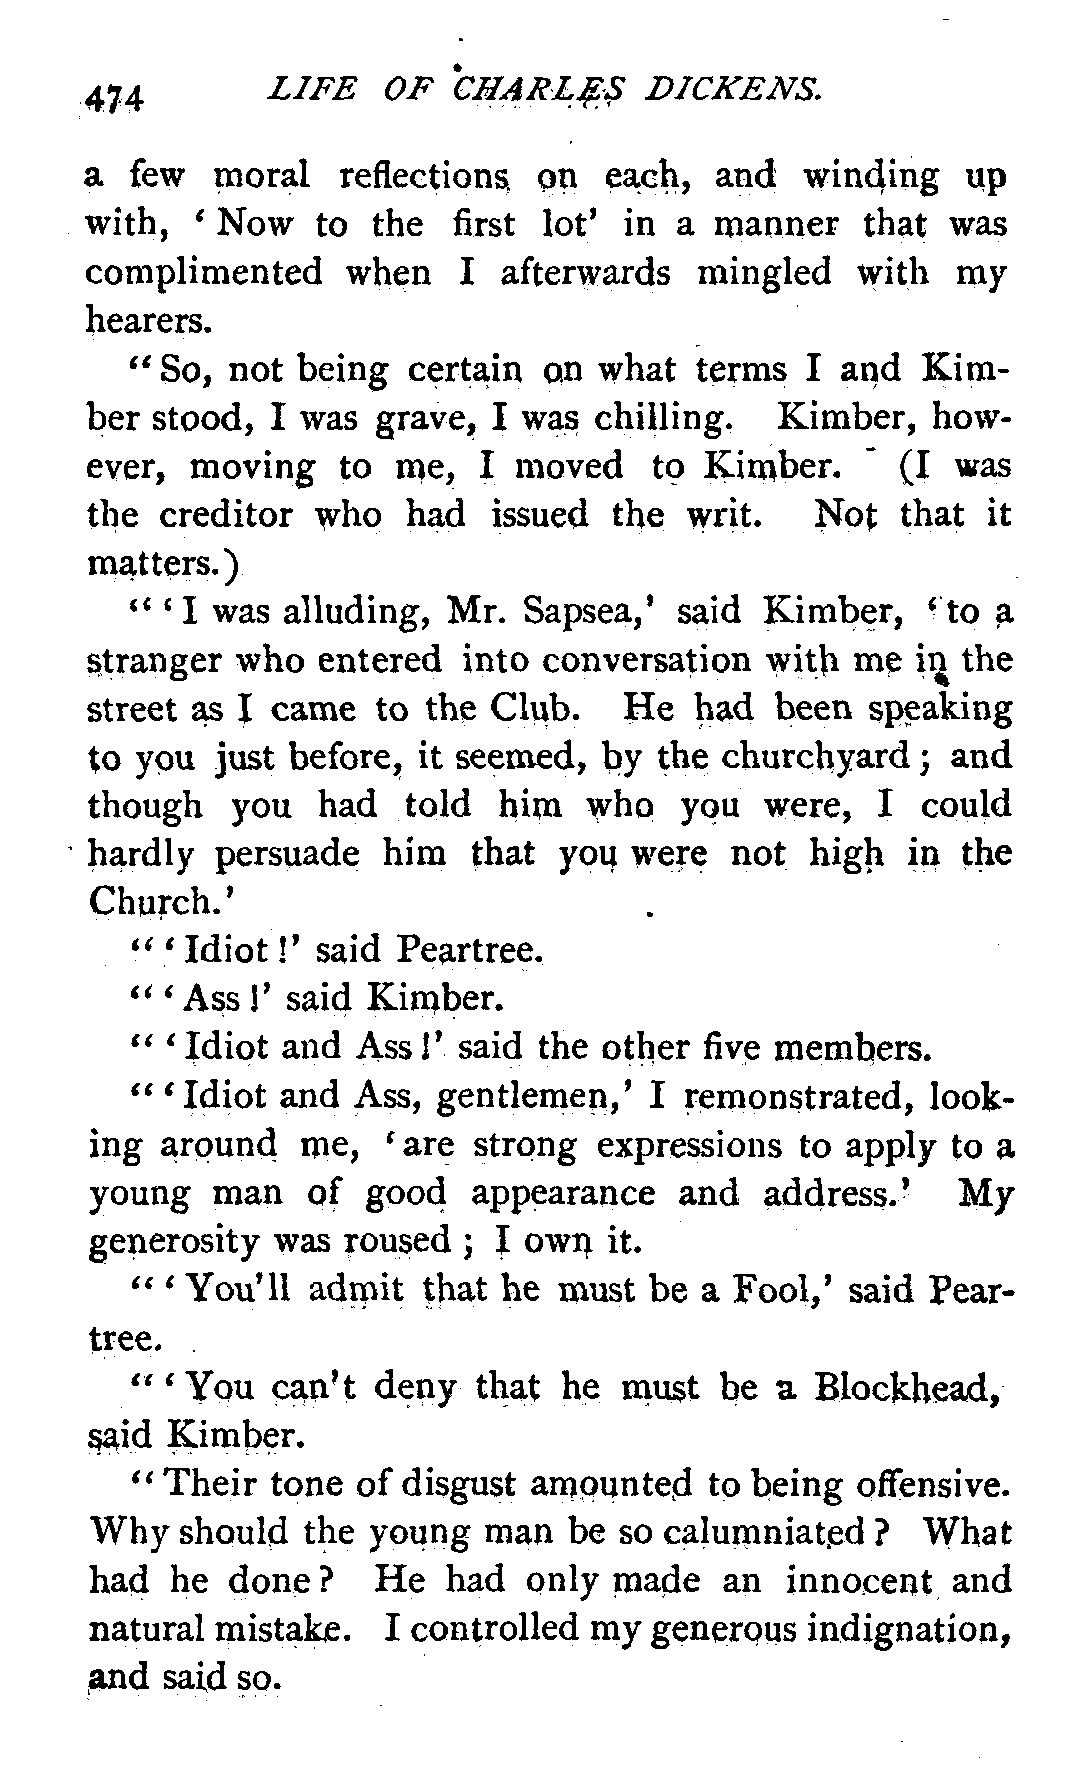 474 LIFE OF CHARLES DICKENS.
a few moral reflections on each, and winding up
with, ‘Now to the first lot’ in a manner that was
complimented when I afterwards mingled with my
hearers.
“So, not being certain on what terms I and Kim-
ber stood, I was grave, I was chilling. Kimber, how-
ever, moving to me, I moved to Kimber. (I was
the creditor who had issued the writ. Not that it
matters.)
“‘I was alluding, Mr. Sapsea,’ said Kimber, ‘to a
stranger who entered into conversation with me in the
street as I came to the Club. He had been speaking
to you just before, it seemed, by the churchyard; and
though you had told him who you were, I could
hardly persuade him that you were not high in the
Church.’
“‘Idiot!’ said Peartree.
“‘Ass!’ said Kimber.
“‘Idiot and Ass!’ said the other five members.
“‘Idiot and Ass, gentlemen,’ I remonstrated, look-
ing around me, ‘are strong expressions to apply to a
young man of good appearance and address.’ My
generosity was roused; I own it.
“‘You’ll admit that he must be a Fool,’ said Pear-
tree.
“‘You can’t deny that he must be a Blockhead,
said Kimber.
“Their tone of disgust amounted to being offensive.
Why should the young man be so calumniated? What
had he done? He had only made an innocent and
natural mistake. I controlled my generous indignation,
and said so.